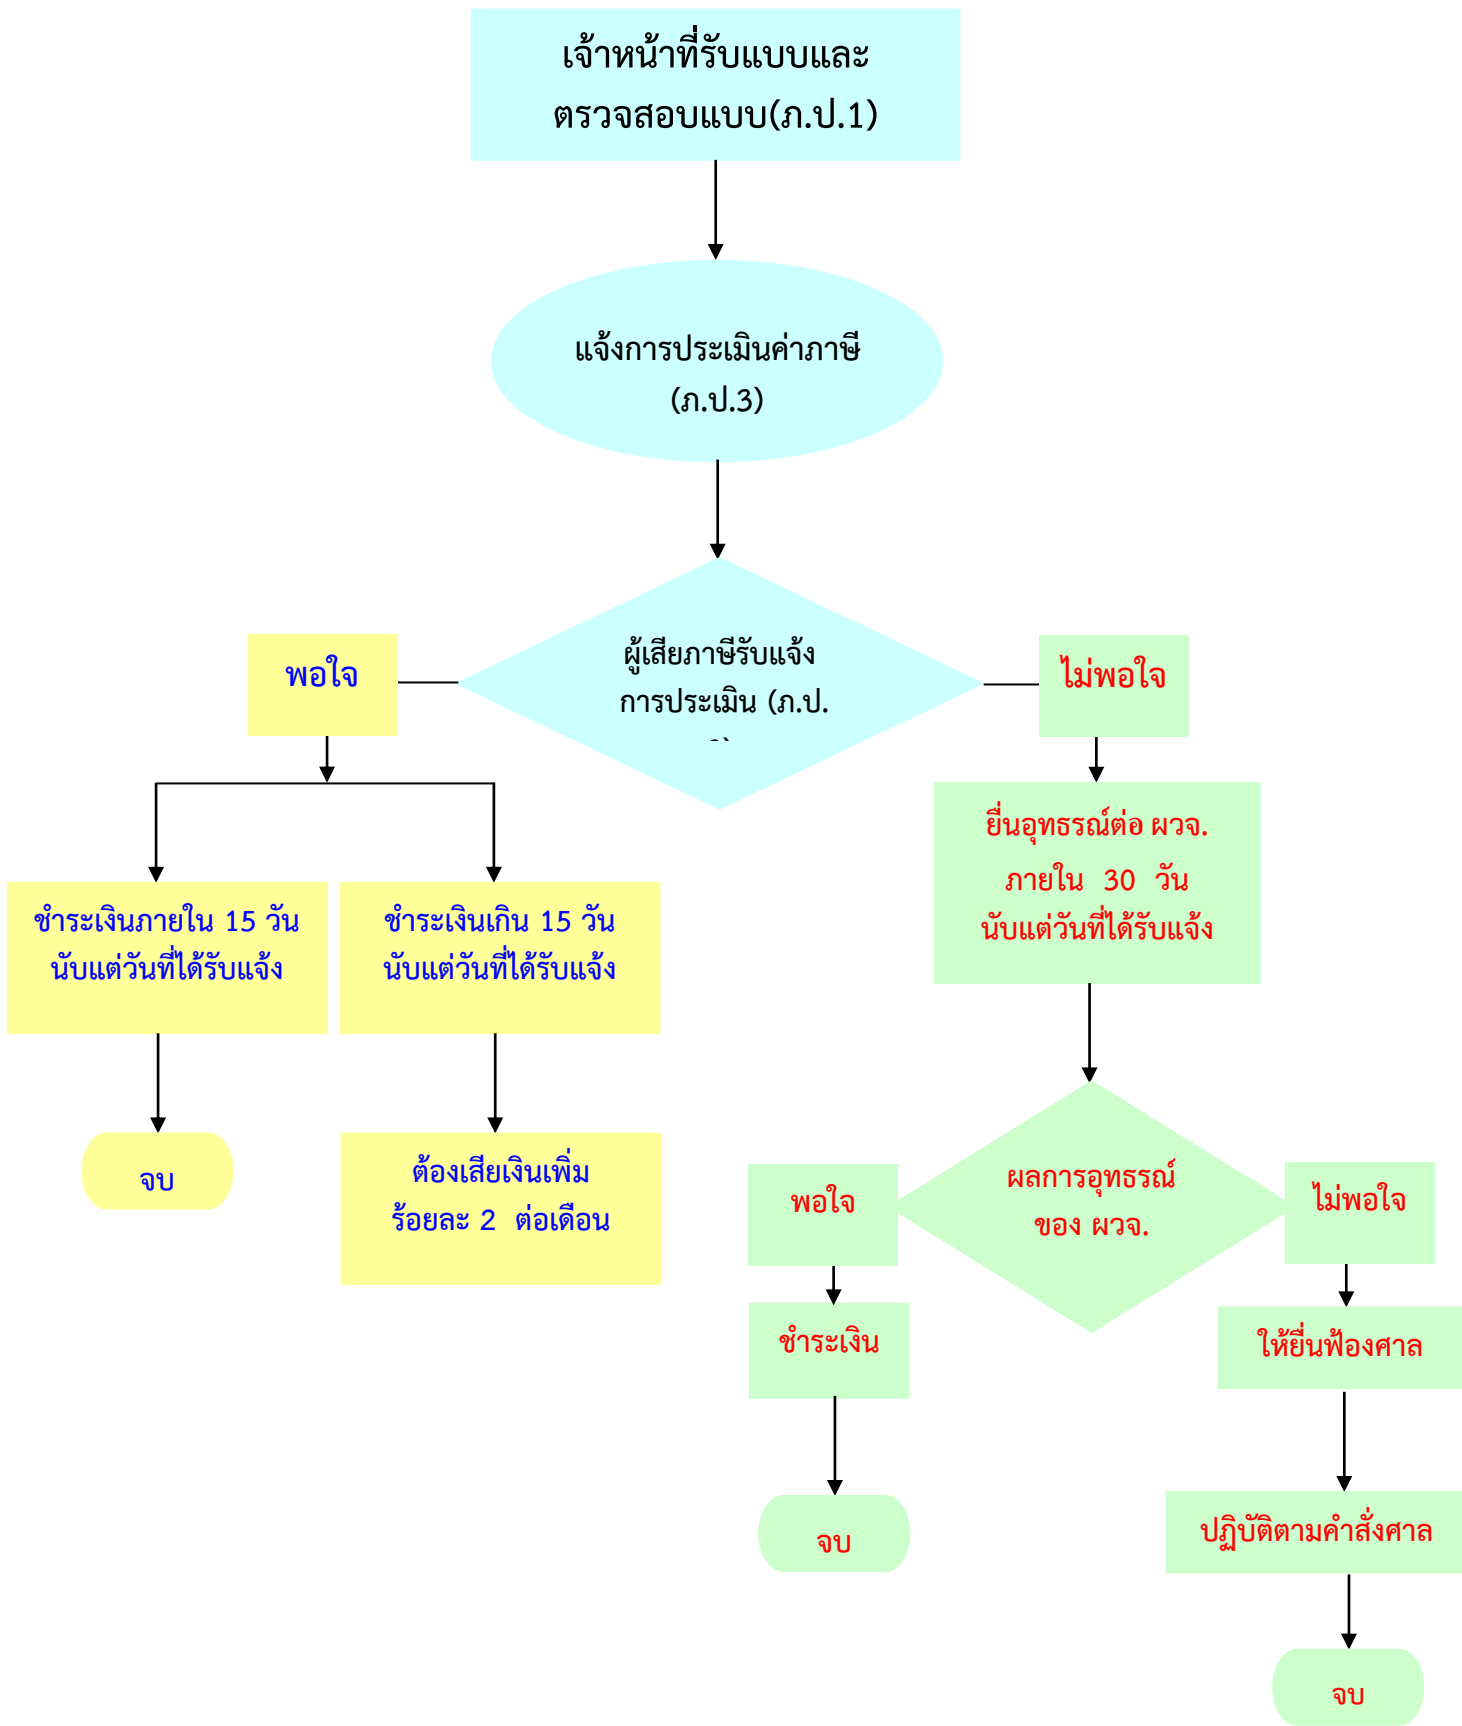 เจ้าหน้าที่รับแบบและ
ตรวจสอบแบบ(ภ.ป.1)
แจ้งการประเมินค่าภาษี
(ภ.ป.3)
ผู้เสียภาษีรับแจ้ง
การประเมิน (ภ.ป.
พอใจ
ไม่พอใจ
ชำระเงินภายใน 15 วัน
นับแต่วันที่ได้รับแจ้ง
ชำระเงินเกิน 15 วัน
นับแต่วันที่ได้รับแจ้ง
ยื่นอุทธรณ์ต่อ ผวจ.
ภายใน 30 วัน
นับแต่วันที่ได้รับแจ้ง
จบ
ต้องเสียเงินเพิ่ม
ร้อยละ 2 ต่อเดือน
ผลการอุทธรณ์
ของ ผวจ.
พอใจ
ไม่พอใจ
ชำระเงิน
ให้ยื่นฟ้องศาล
จบ
ปฏิบัติตามคำสั่งศาล
จบ